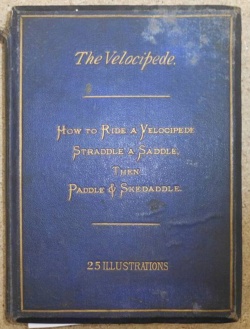 The Velocipede.
HOW TO RIDE A VELOCIPEDE
STRADDLE A SADDLE,
THEN
PADDLE & SKEDADDLE.
25 ILLUSTRATIONS